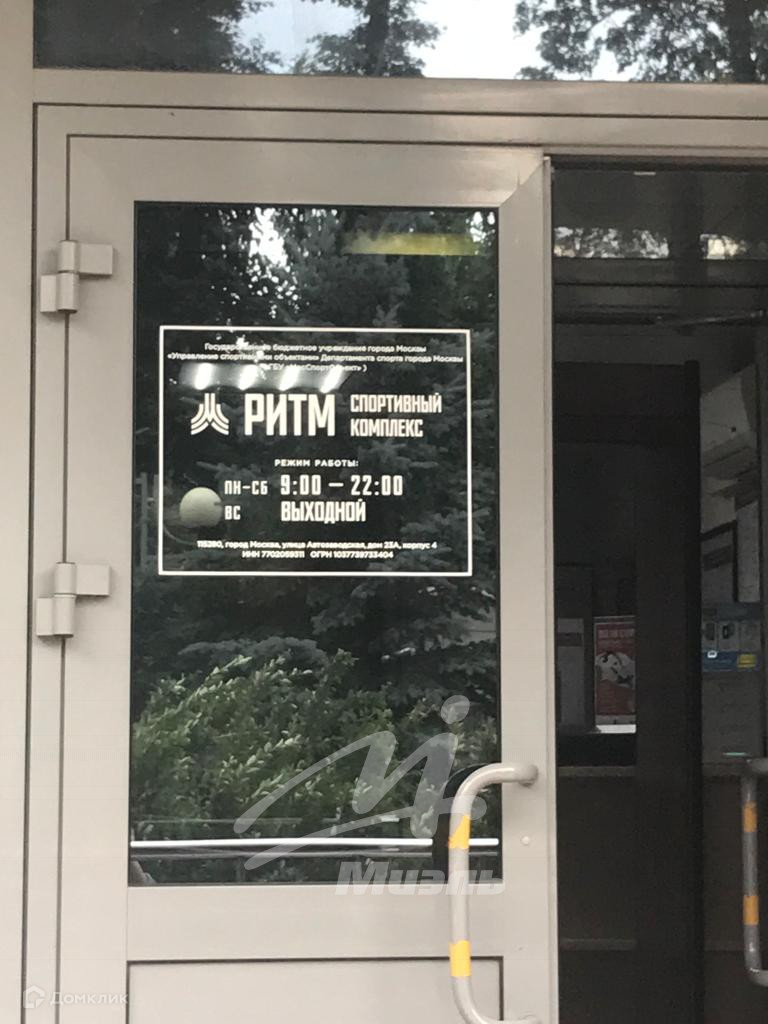 Государственное бюджетное учреждение города Москвы
«Управление спортивными объектами» Департамента спорта города Москвы
(ГБУ «МосСпортОбъект»)
РИТМ СПОРТИВНЫЙ
КОМПЛЕКС
РЕЖИМ РАБОТЫ:
ПН-СБ 9:00 — 22:00
ВС ВЫХОДНОЙ
115280, город Москва, улица Автозаводская, дом 23А, корпус 4
ИНН 7702059311 ОГРН 1037739733404
Миэль
Домклик